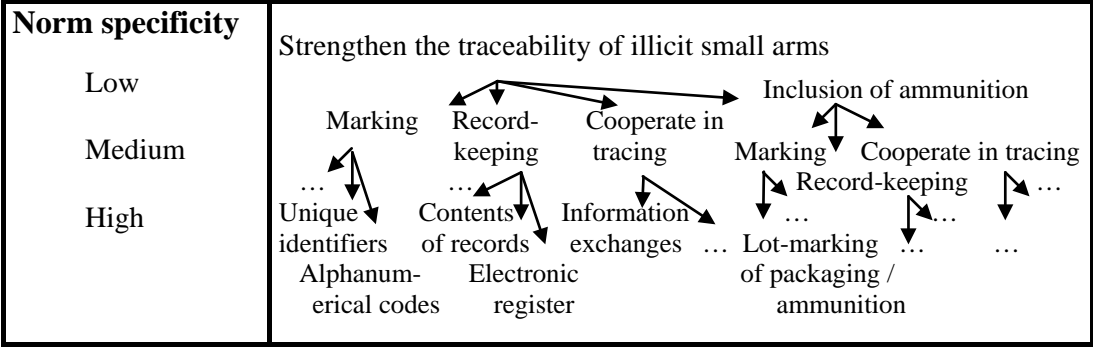 Norm specificity
Low
Medium
High
Strengthen the traceability of illicit small arms
Inclusion of ammunition
Marking
Record-
keeping
Cooperate in
tracing
Marking
Cooperate in tracing
Record-keeping
…
…
…
…
…
Unique
identifiers
Alphanum-
erical codes
Contents
of records
Electronic
register
Information
exchanges
…
Lot-marking
of packaging /
ammunition
…
…